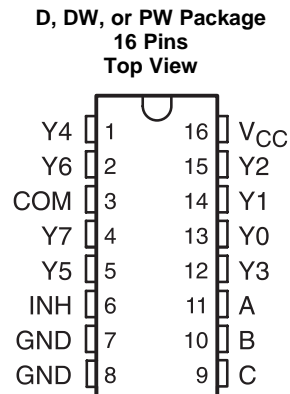 D, DW, or PW Package
16 Pins
Top View
Y4 1 16 VCC
Y6 2 15 Y2
COM 3 14 Y1
Y7 4 13 Y0
Y5 5 12 Y3
INH 6 11 A
GND 7 10 B
GND 8 9 C